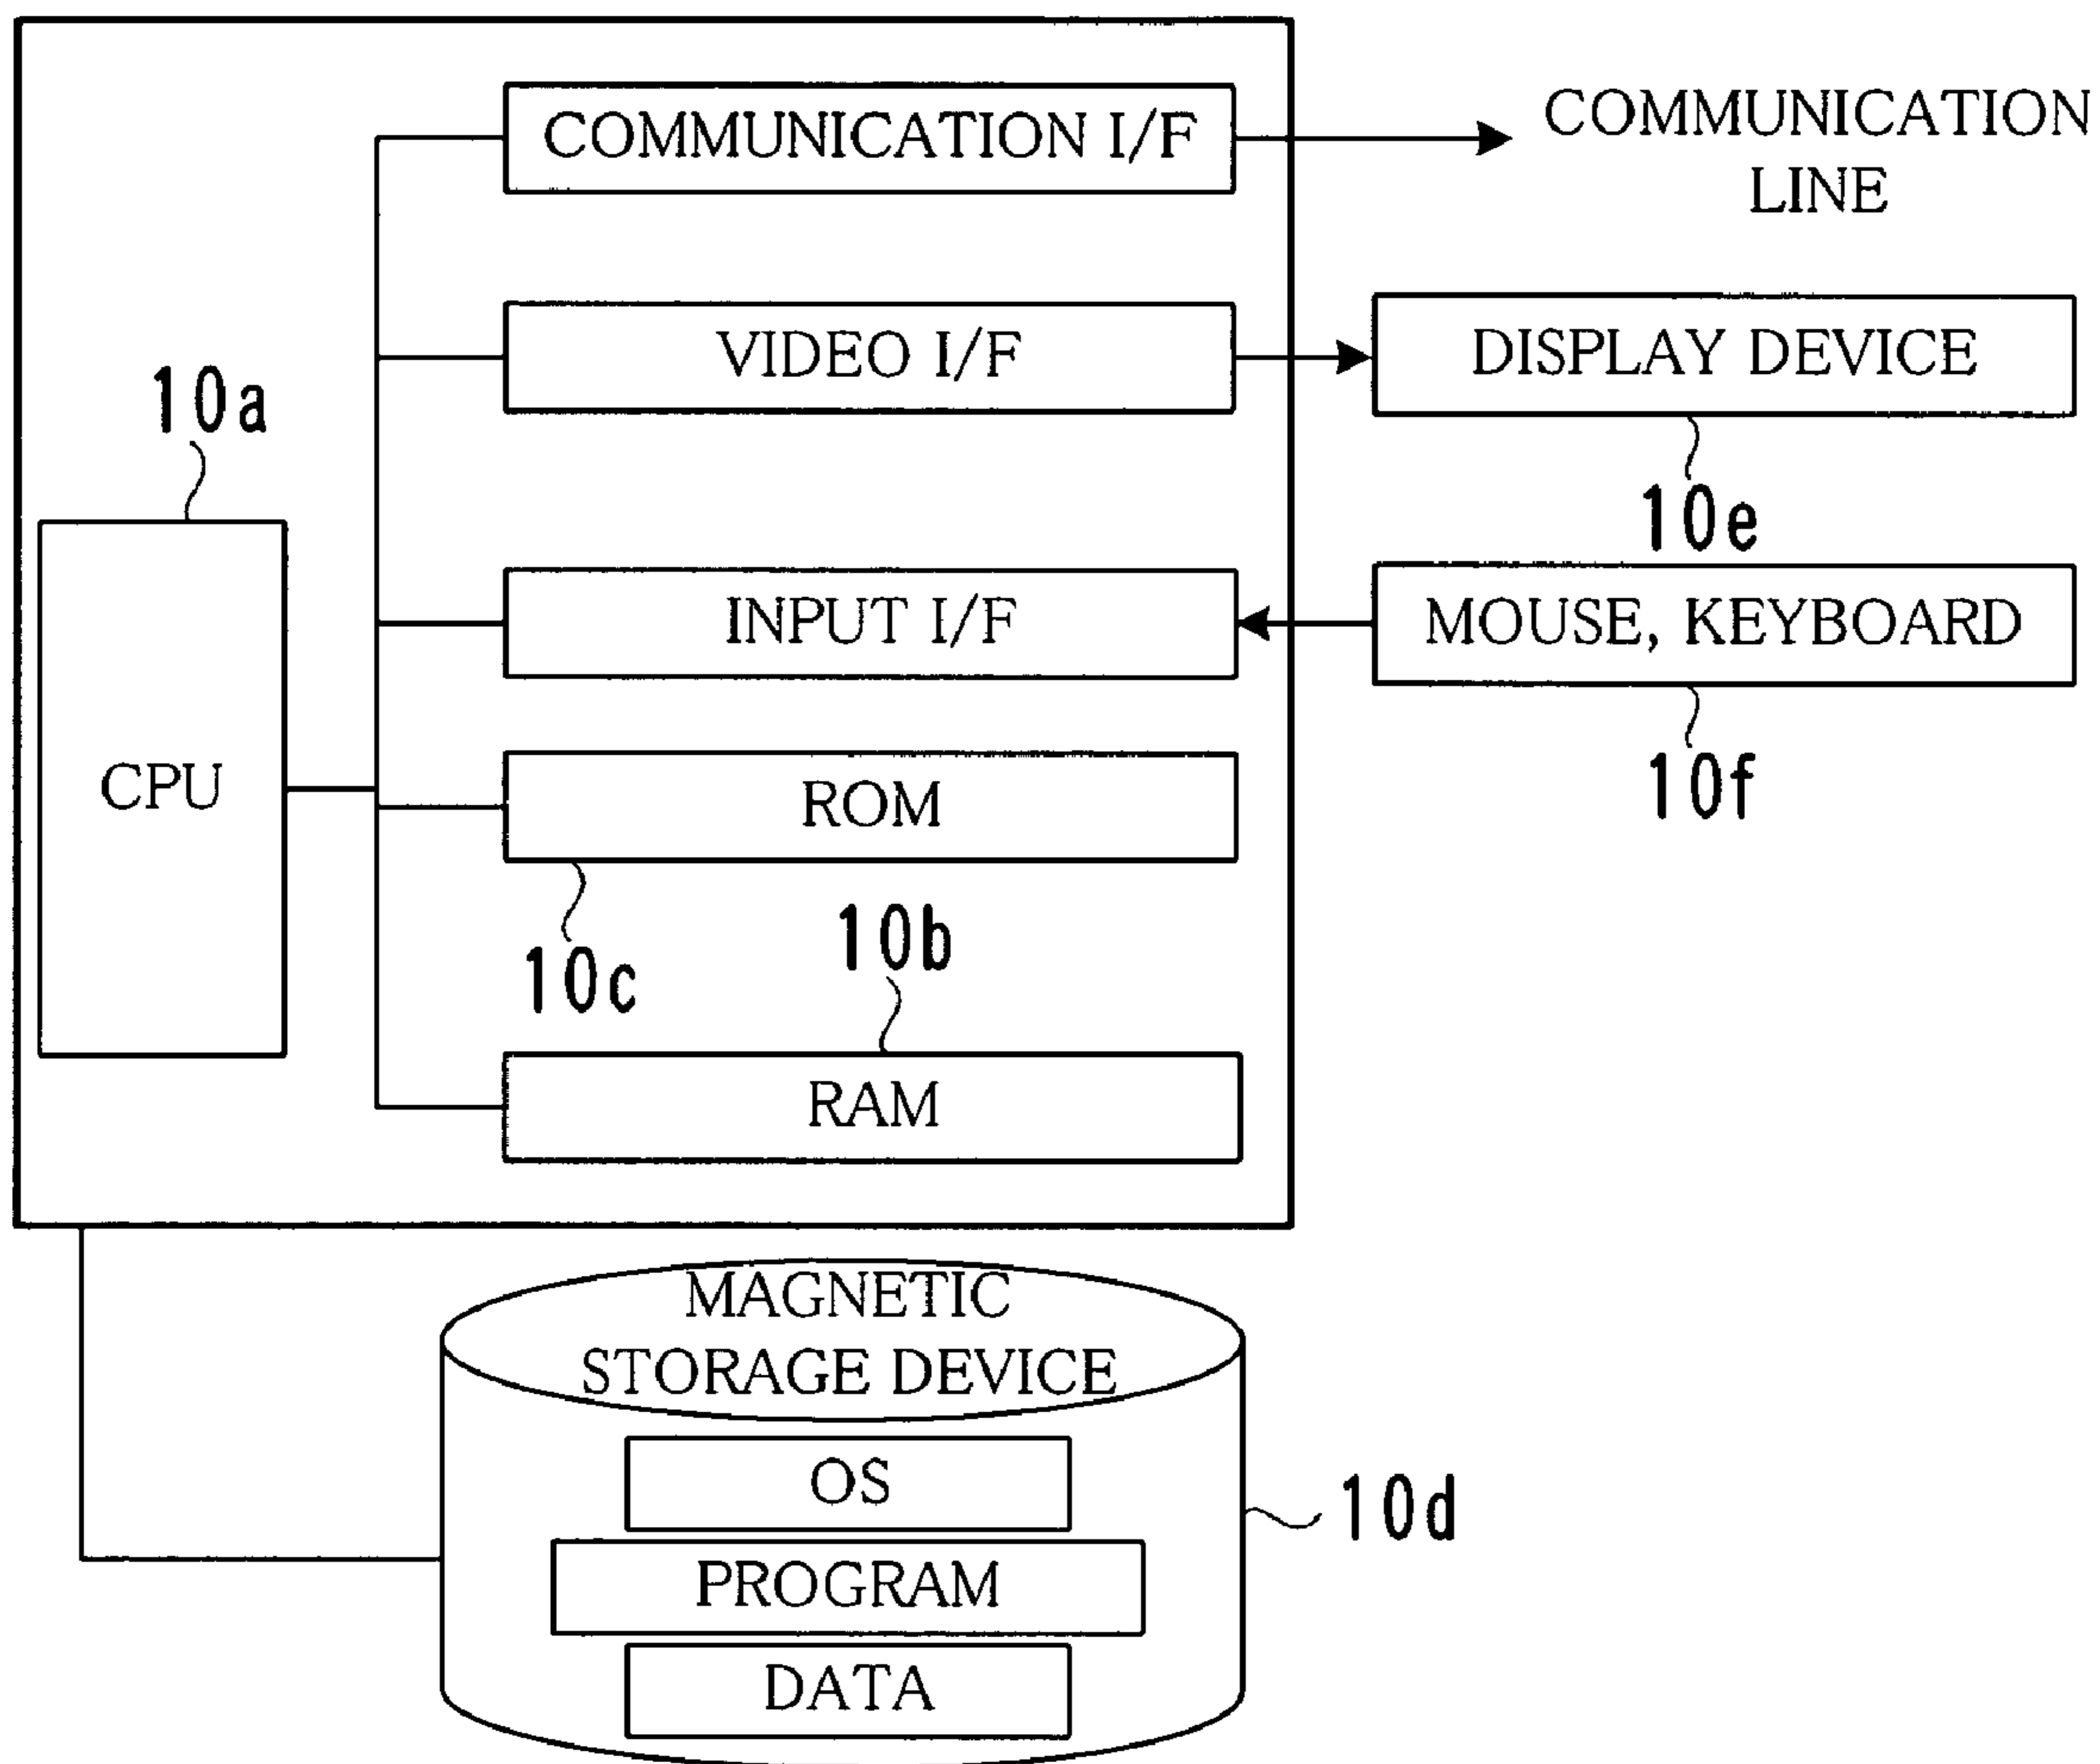 COMMUNICATION I/F
COMMUNICATION
LINE
VIDEO I/F
DISPLAY DEVICE
10a
10e
INPUT I/F
MOUSE, KEYBOARD
CPU
ROM
10f
10c
10b
RAM
MAGNETIC
STORAGE DEVICE
OS
10d
PROGRAM
DATA